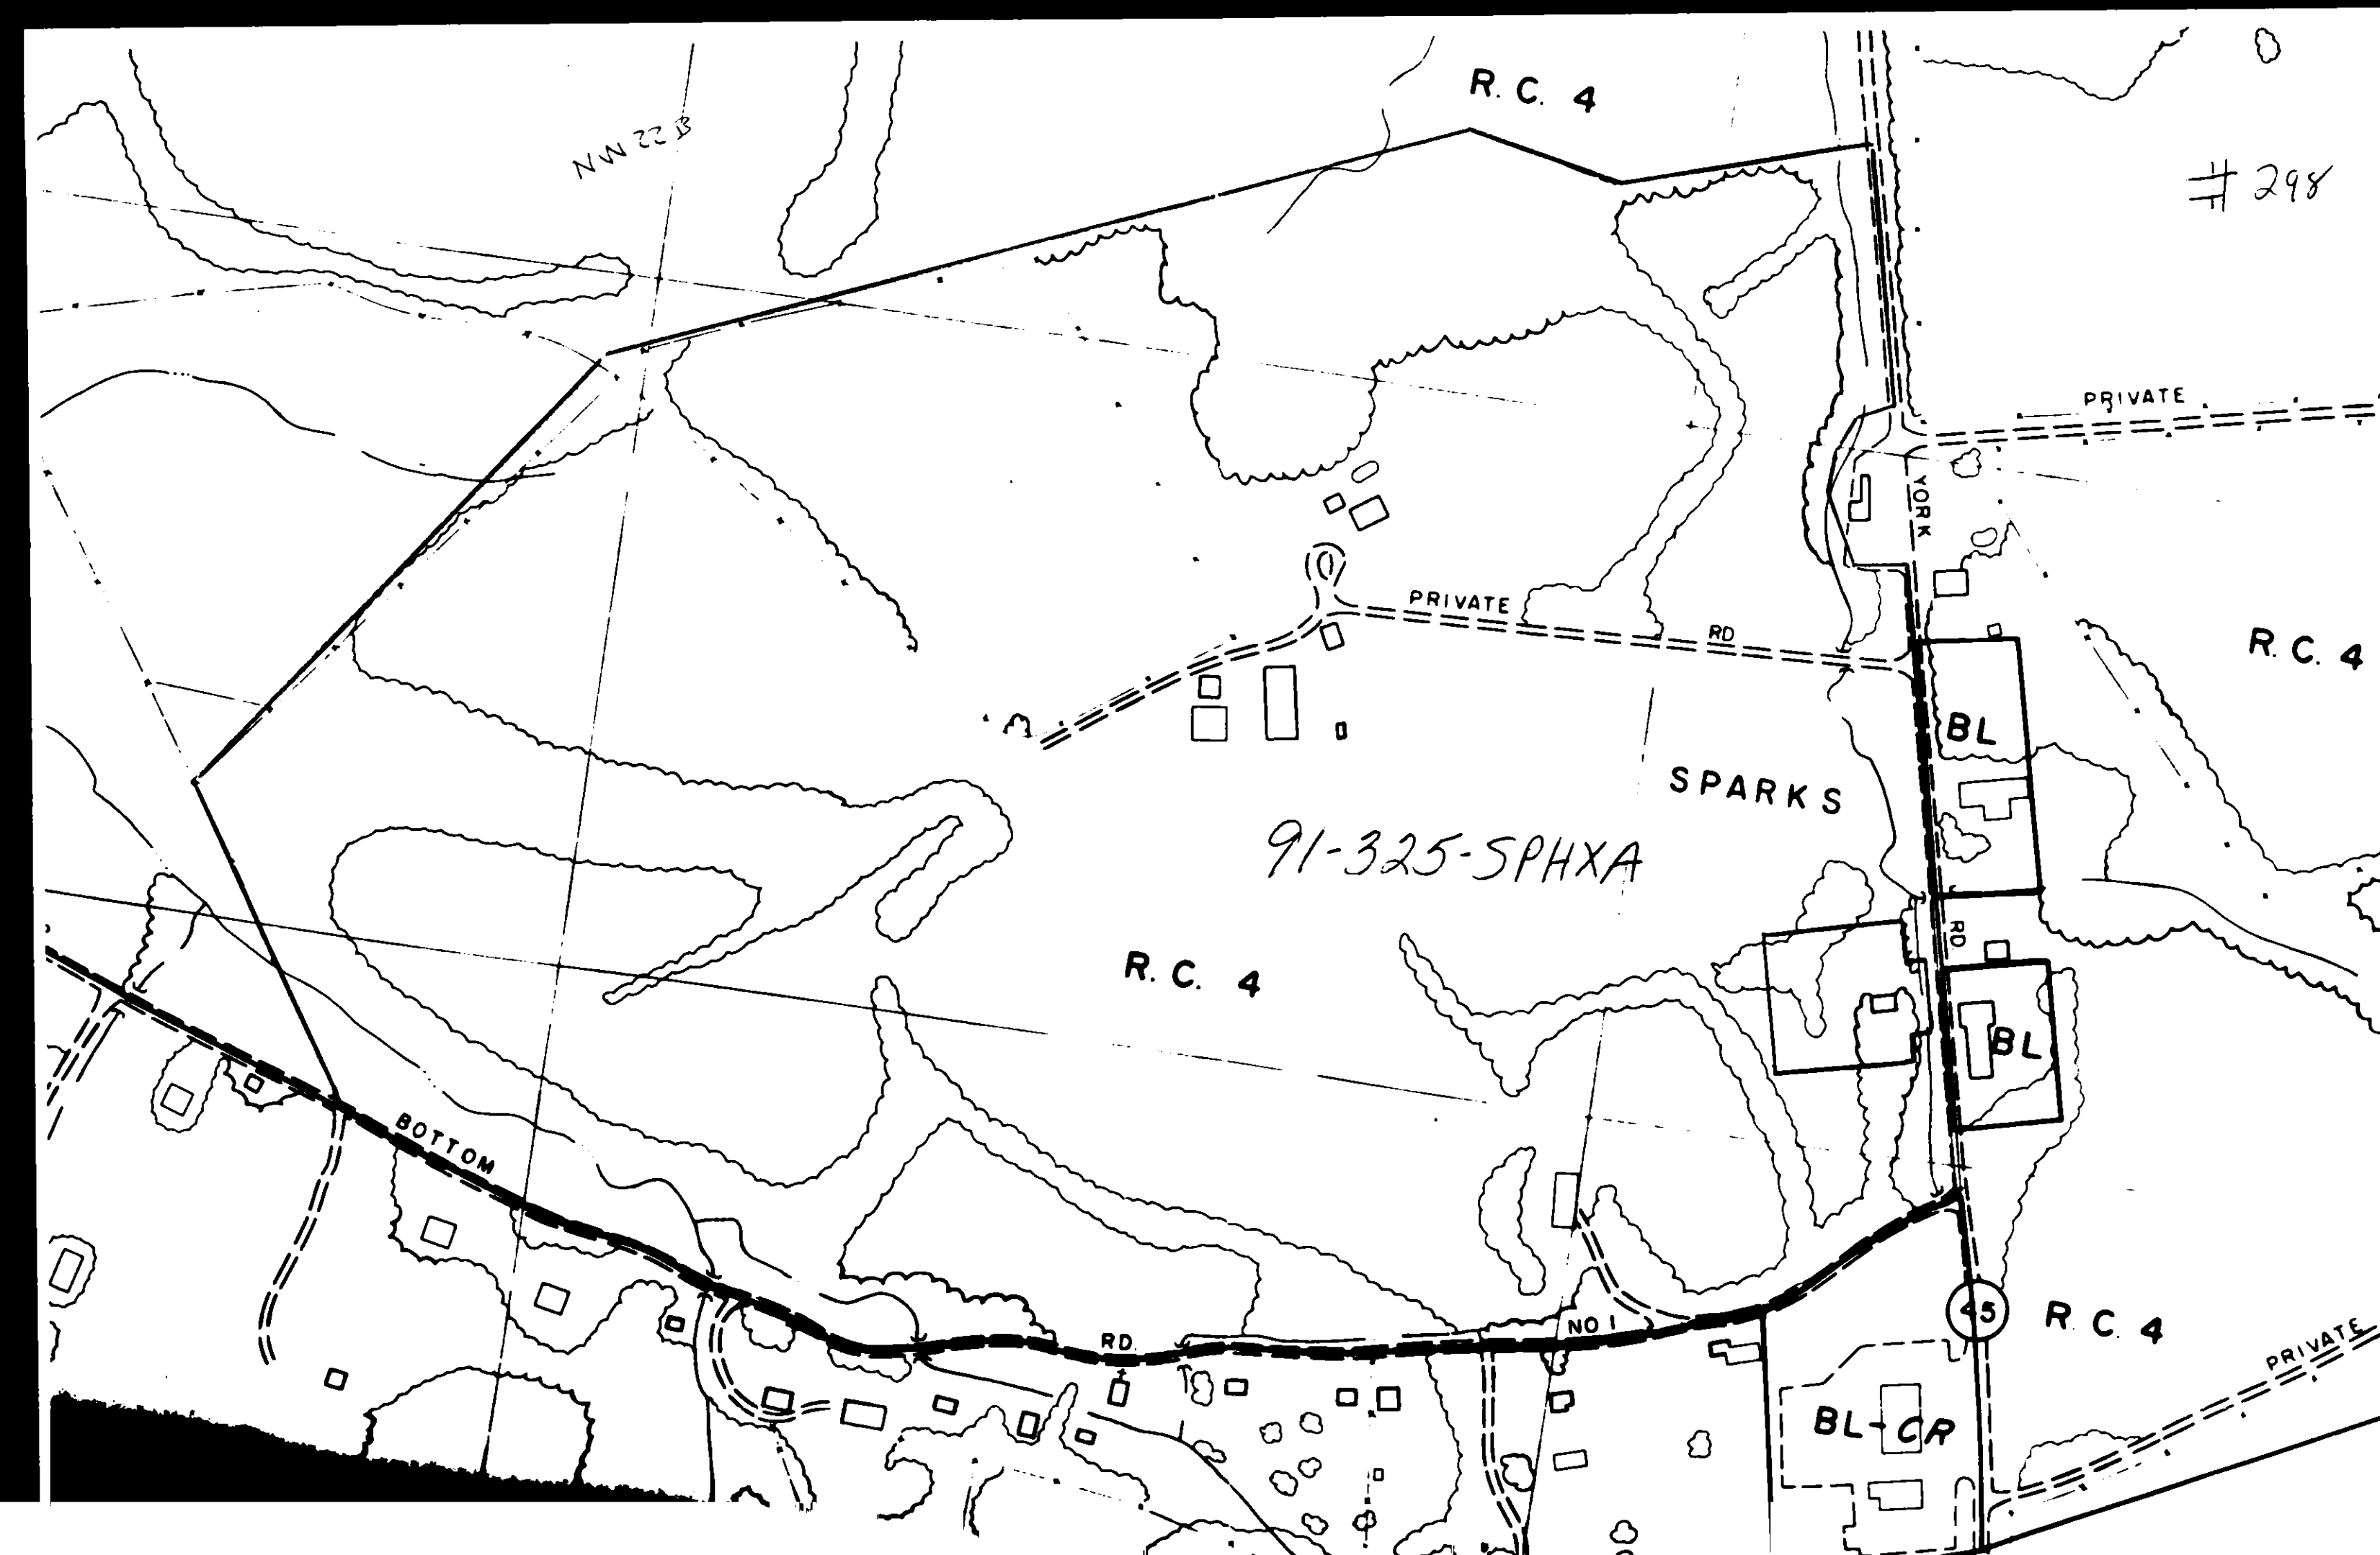 R. C. 4
NW 22 B
# 298
PRIVATE
YORK
PRIVATE RD
R. C. 4
BL
SPARKS
91-325-SPHXA
RD.
R. C. 4
BL
BOTTOM
RD.
NO 1
45
R. C. 4
PRIVATE
BL-CR